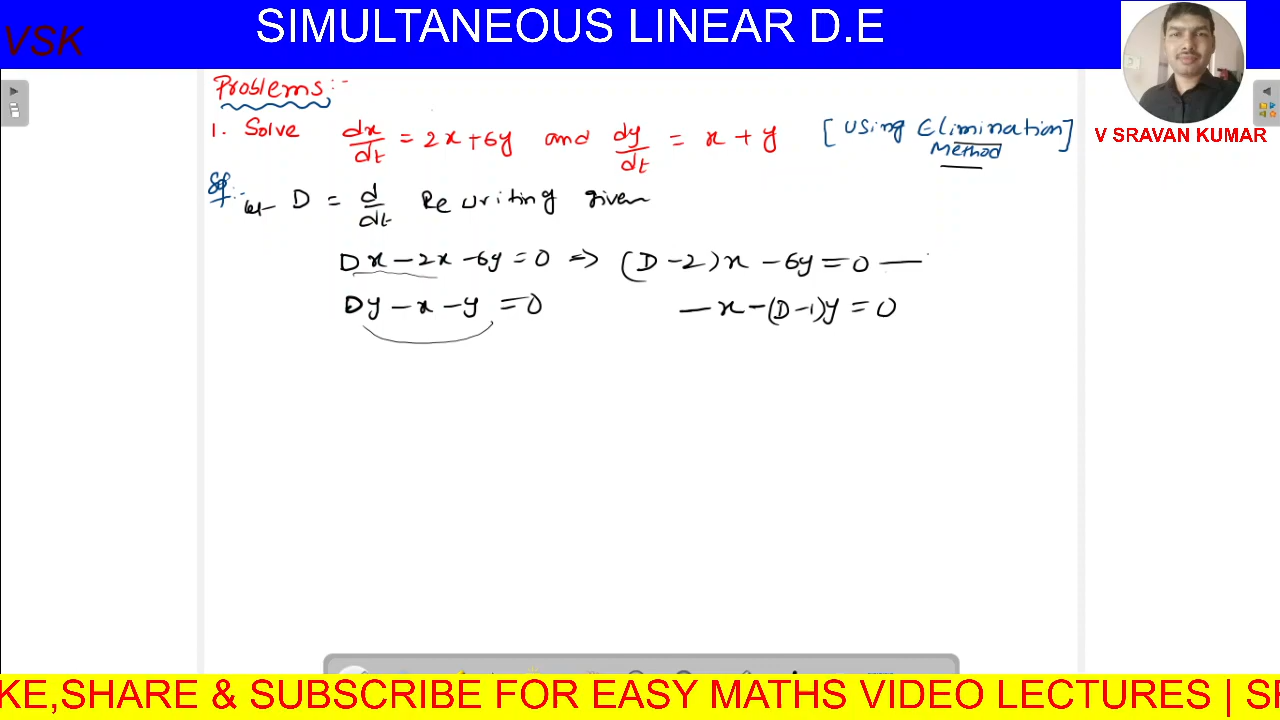 VSK
SIMULTANEOUS LINEAR D.E
V SRAVAN KUMAR
Problems:-
1. Solve dx/dt = 2x+6y and dy/dt = x + y [Using Elimination Method]
Sol:- let D = d/dt Rewriting given
Dx - 2x - 6y = 0 => (D-2)x - 6y = 0 —
Dy - x - y = 0 - x - (D-1)y = 0
KE,SHARE & SUBSCRIBE FOR EASY MATHS VIDEO LECTURES | SE